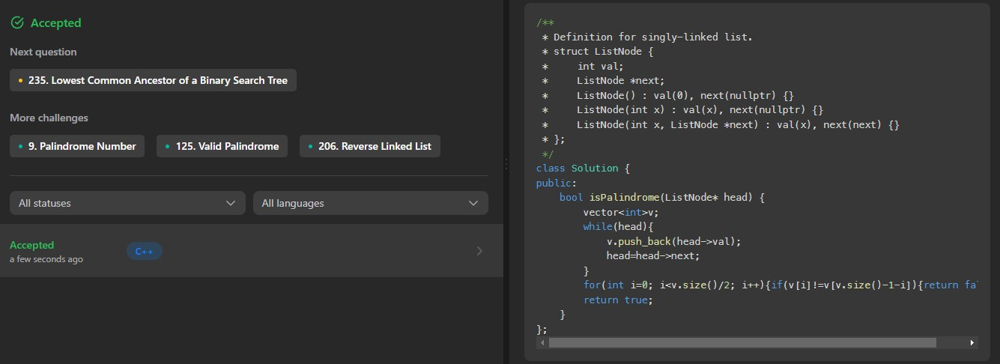 Accepted
Next question
235. Lowest Common Ancestor of a Binary Search Tree
More challenges
9. Palindrome Number
125. Valid Palindrome
206. Reverse Linked List
All statuses
All languages
Accepted
a few seconds ago
C++
/**
 * Definition for singly-linked list.
 * struct ListNode {
 *     int val;
 *     ListNode *next;
 *     ListNode() : val(0), next(nullptr) {}
 *     ListNode(int x) : val(x), next(nullptr) {}
 *     ListNode(int x, ListNode *next) : val(x), next(next) {}
 * };
 */
class Solution {
public:
    bool isPalindrome(ListNode* head) {
        vector<int>v;
        while(head){
            v.push_back(head->val);
            head=head->next;
        }
        for(int i=0; i<v.size()/2; i++){if(v[i]!=v[v.size()-1-i]){return
        return true;
    }
};